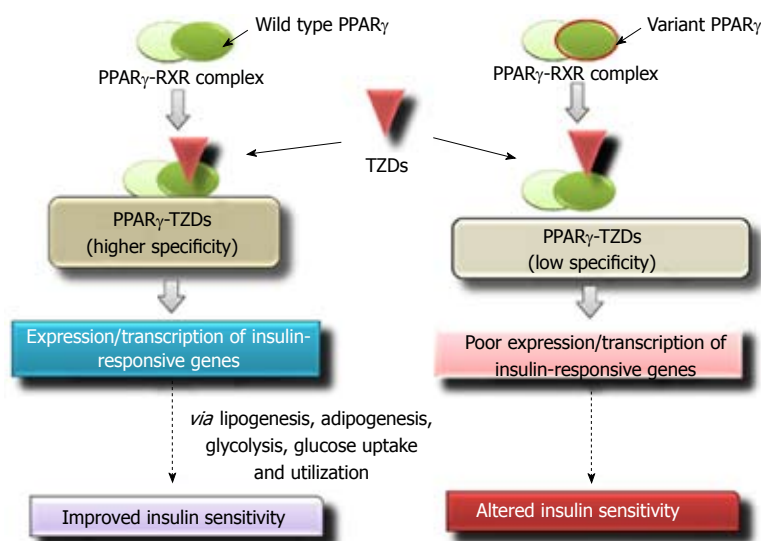 Wild type PPARγ
PPARγ-RXR complex
Variant PPARγ
PPARγ-RXR complex
TZDs
PPARγ-TZDs
(higher specificity)
PPARγ-TZDs
(low specificity)
Expression/transcription of insulin-
responsive genes
Poor expression/transcription of
insulin-responsive genes
via lipogenesis, adipogenesis,
glycolysis, glucose uptake
and utilization
Improved insulin sensitivity
Altered insulin sensitivity